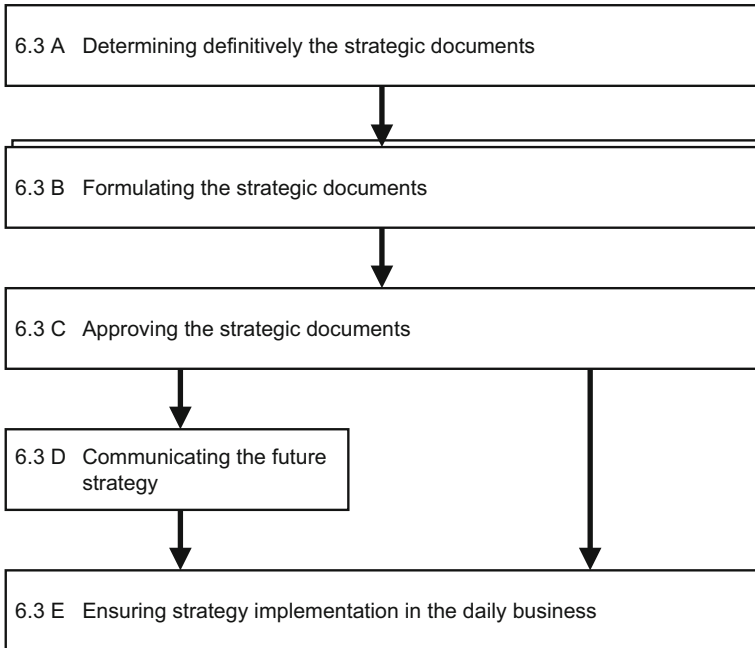 6.3 A Determining definitively the strategic documents
6.3 B Formulating the strategic documents
6.3 C Approving the strategic documents
6.3 D Communicating the future
strategy
6.3 E Ensuring strategy implementation in the daily business